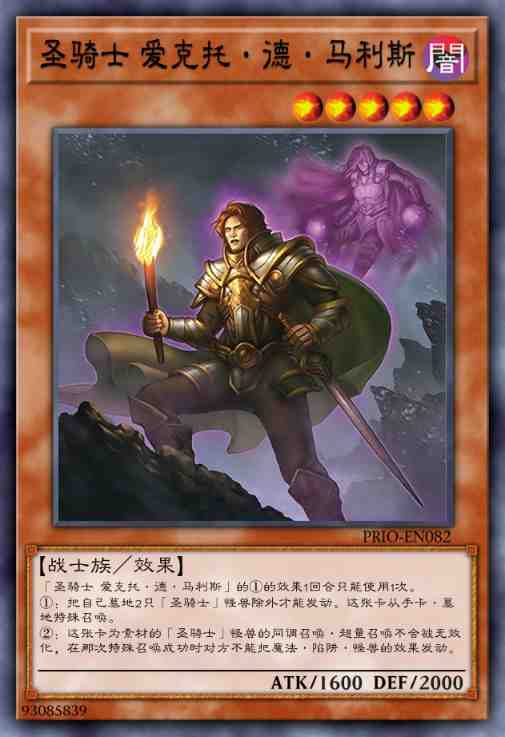 圣骑士 爱克托·德·马利斯 闇
PRIO-EN082
【战士族／效果】
「圣骑士 爱克托·德·马利斯」的①的效果1回合只能使用1次。
①：把自己墓地2只「圣骑士」怪兽除外才能发动。这张卡从手卡·墓
地特殊召唤。
②：这张卡为素材的「圣骑士」怪兽的同调召唤·超量召唤不会被无效
化，在那次特殊召唤成功时对方不能把魔法·陷阱·怪兽的效果发动。
ATK/1600 DEF/2000
93085839